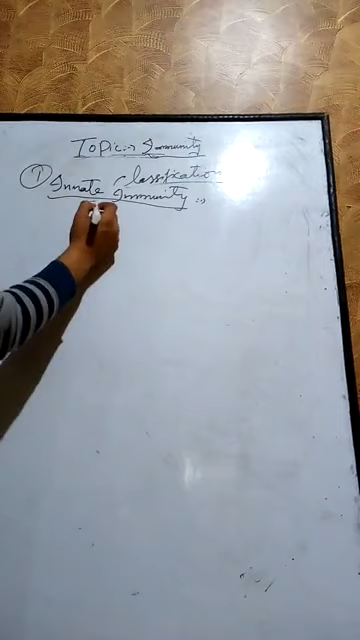 Topic:- Immunity
Classification
① Innate Immunity :-